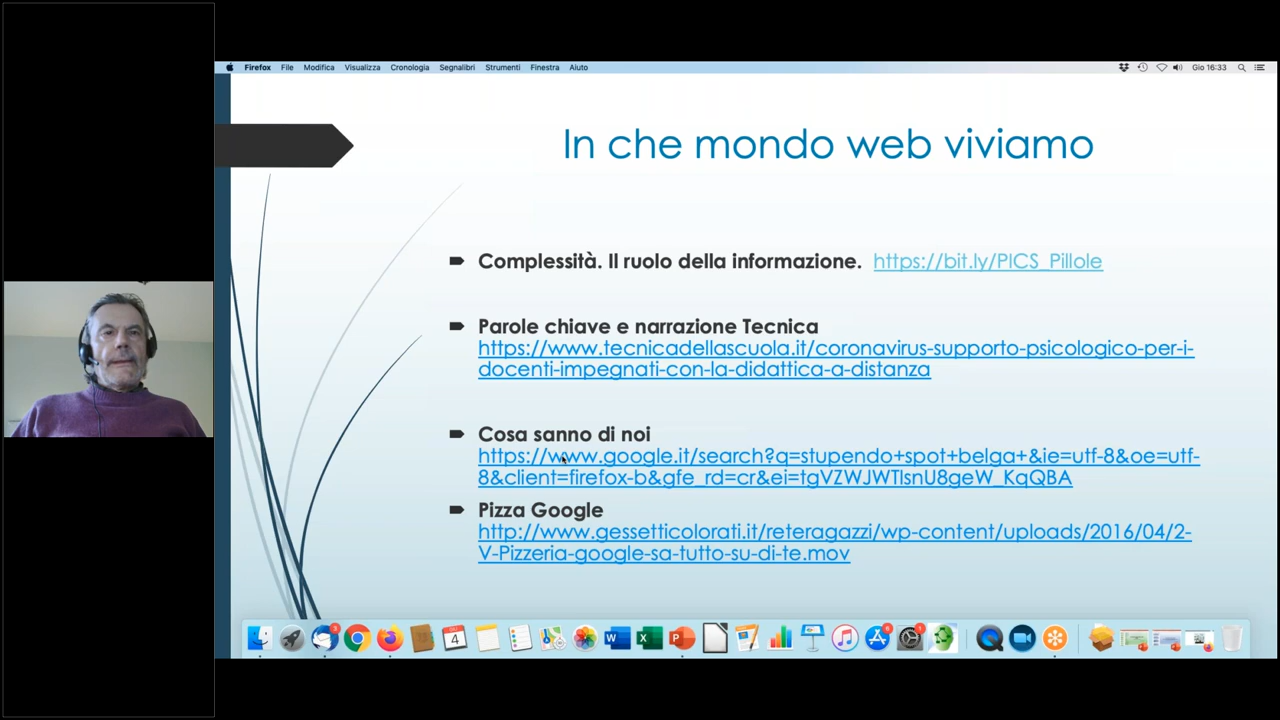 Firefox File Modifica Visualizza Cronologia Segnalibri Strumenti Finestra Aiuto Gio 16:33
In che mondo web viviamo
Complessità. Il ruolo della informazione. https://bit.ly/PICS_Pillole
Parole chiave e narrazione Tecnica
https://www.tecnicadellascuola.it/coronavirus-supporto-psicologico-per-i-
docenti-impegnati-con-la-didattica-a-distanza
Cosa sanno di noi
https://www.google.it/search?q=stupendo+spot+belga+&ie=utf-8&oe=utf-
8&client=firefox-b&gfe_rd=cr&ei=tgVZWJWTIsnU8geW_KqQBA
Pizza Google
http://www.gessetticolorati.it/reteragazzi/wp-content/uploads/2016/04/2-
V-Pizzeria-google-sa-tutto-su-di-te.mov
4